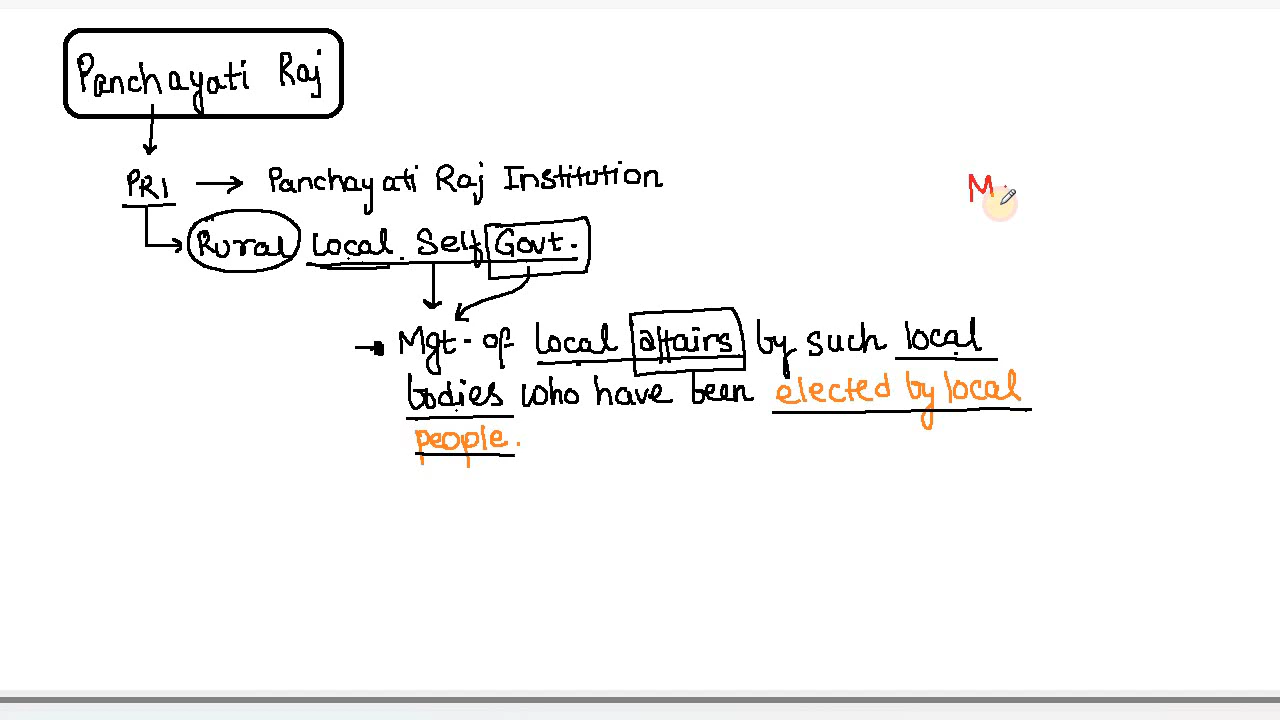 Panchayati Raj
PRI → Panchayati Raj Institution
M
Rural Local Self Govt.
→ Mgt. of local affairs by such local
bodies who have been elected by local
people.